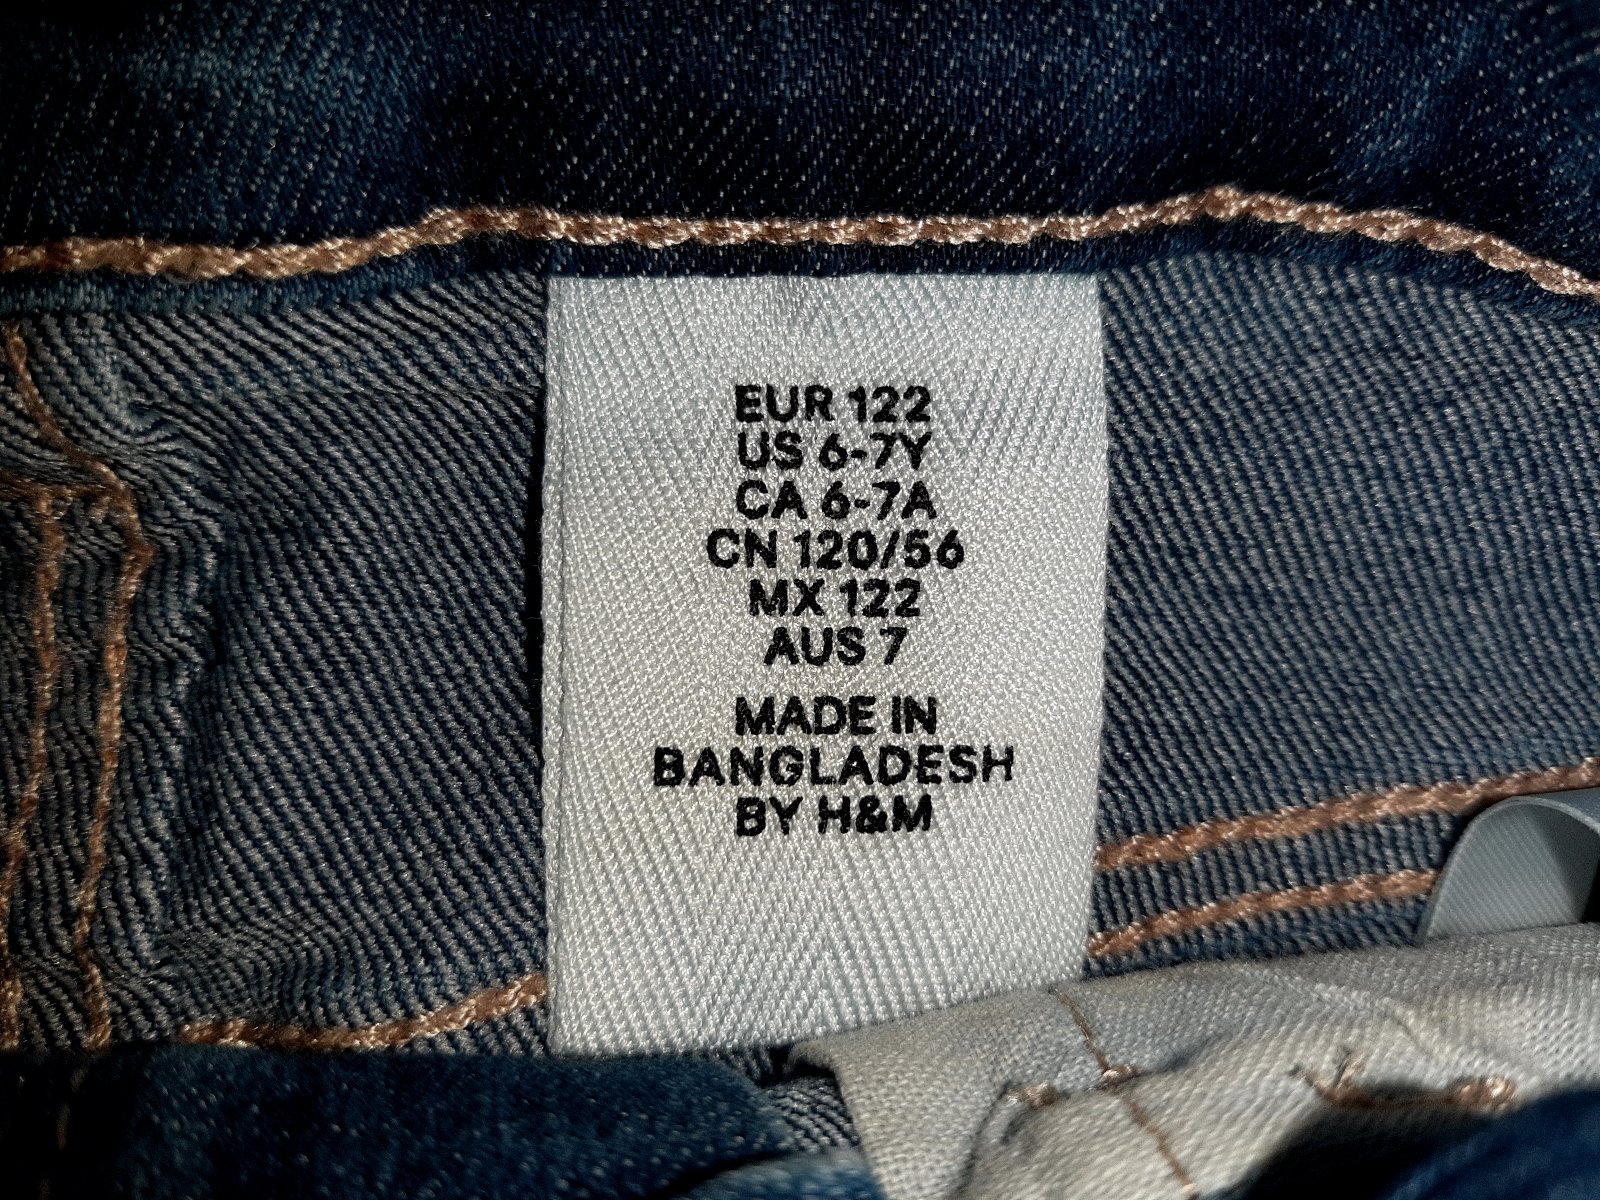 EUR 122
US 6-7Y
CA 6-7A
CN 120/56
MX 122
AUS 7
MADE IN
BANGLADESH
BY H&M